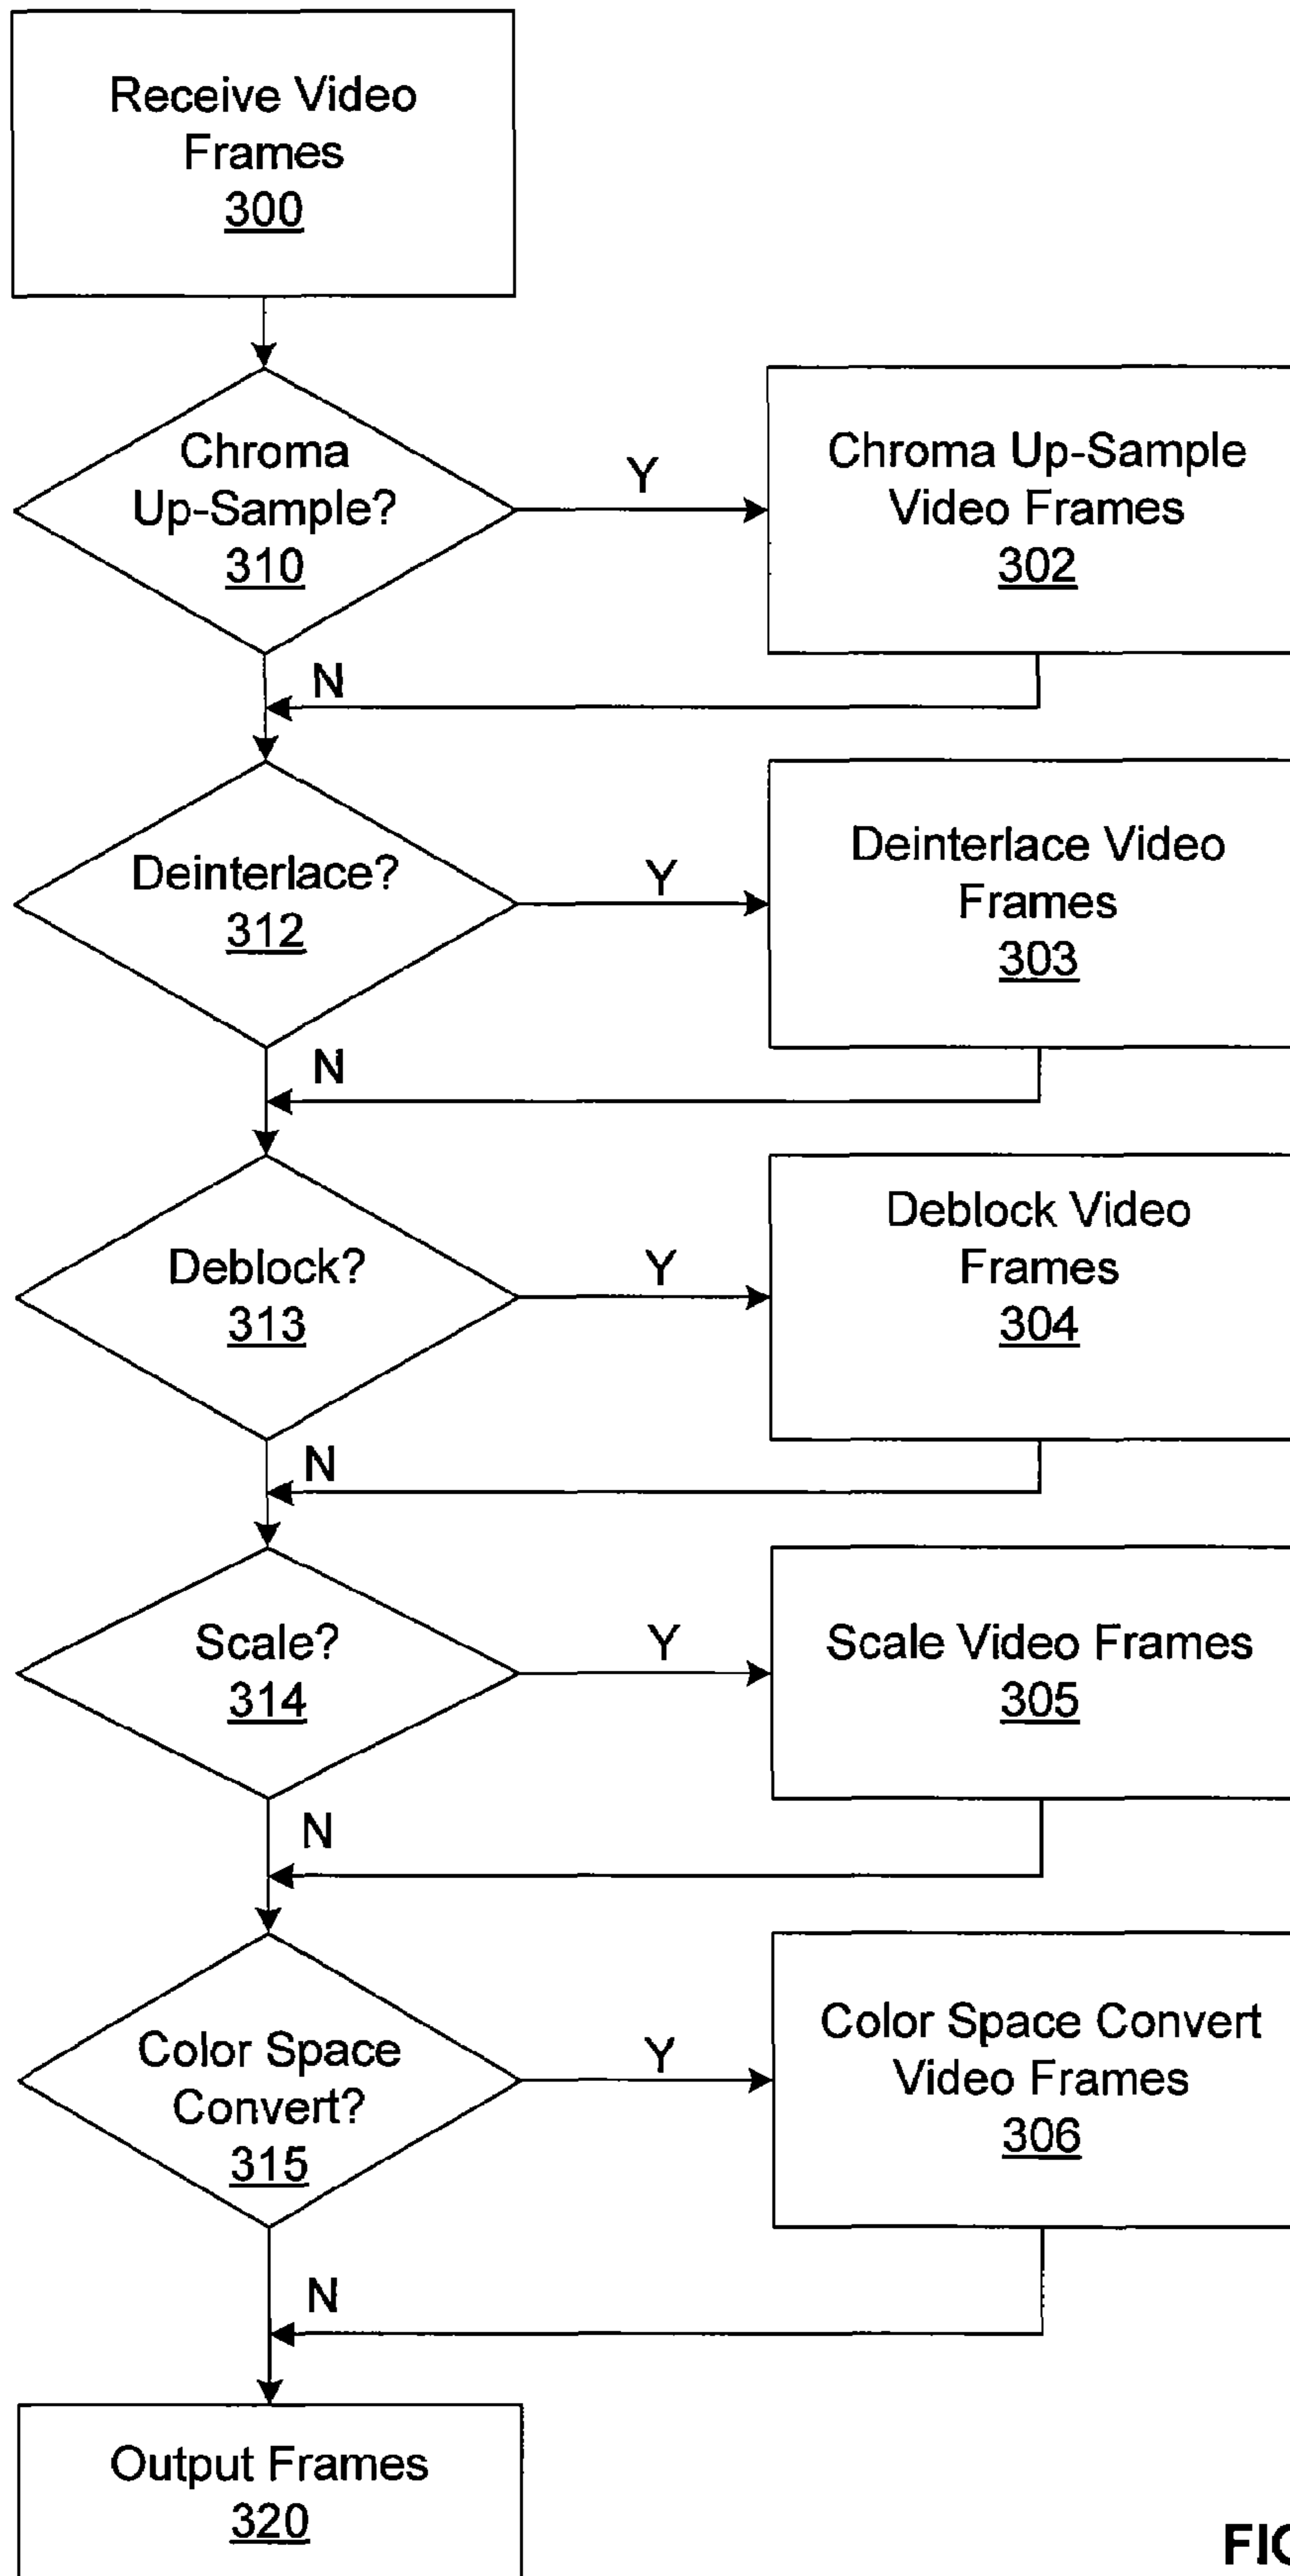 Receive Video
Frames
300
Chroma
Up-Sample?
310
Y
Chroma Up-Sample
Video Frames
302
N
Deinterlace?
312
Y
Deinterlace Video
Frames
303
N
Deblock?
313
Y
Deblock Video
Frames
304
N
Scale?
314
Y
Scale Video Frames
305
N
Color Space
Convert?
315
Y
Color Space Convert
Video Frames
306
N
Output Frames
320